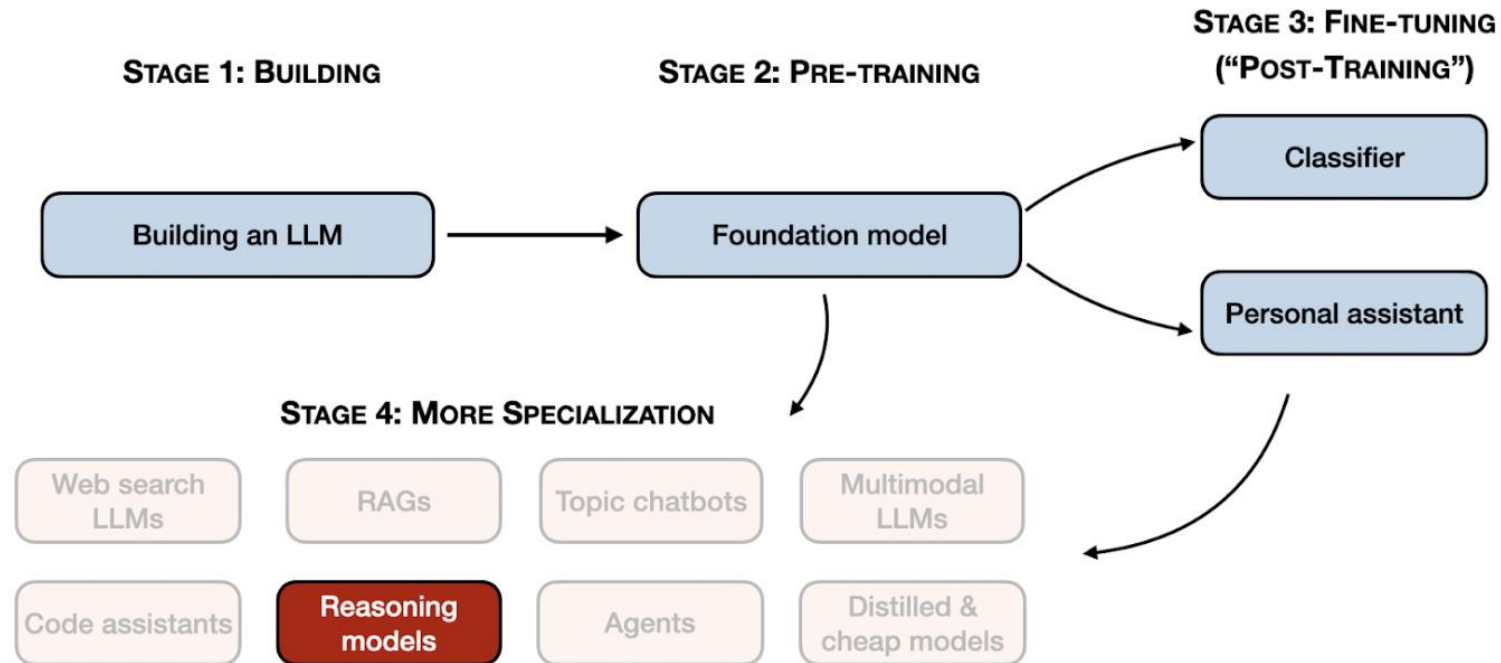 STAGE 1: BUILDING
STAGE 2: PRE-TRAINING
STAGE 3: FINE-TUNING
(“POST-TRAINING”)
Building an LLM
Foundation model
Classifier
Personal assistant
STAGE 4: MORE SPECIALIZATION
Web search
LLMs
RAGs
Topic chatbots
Multimodal
LLMs
Code assistants
Reasoning
models
Agents
Distilled &
cheap models